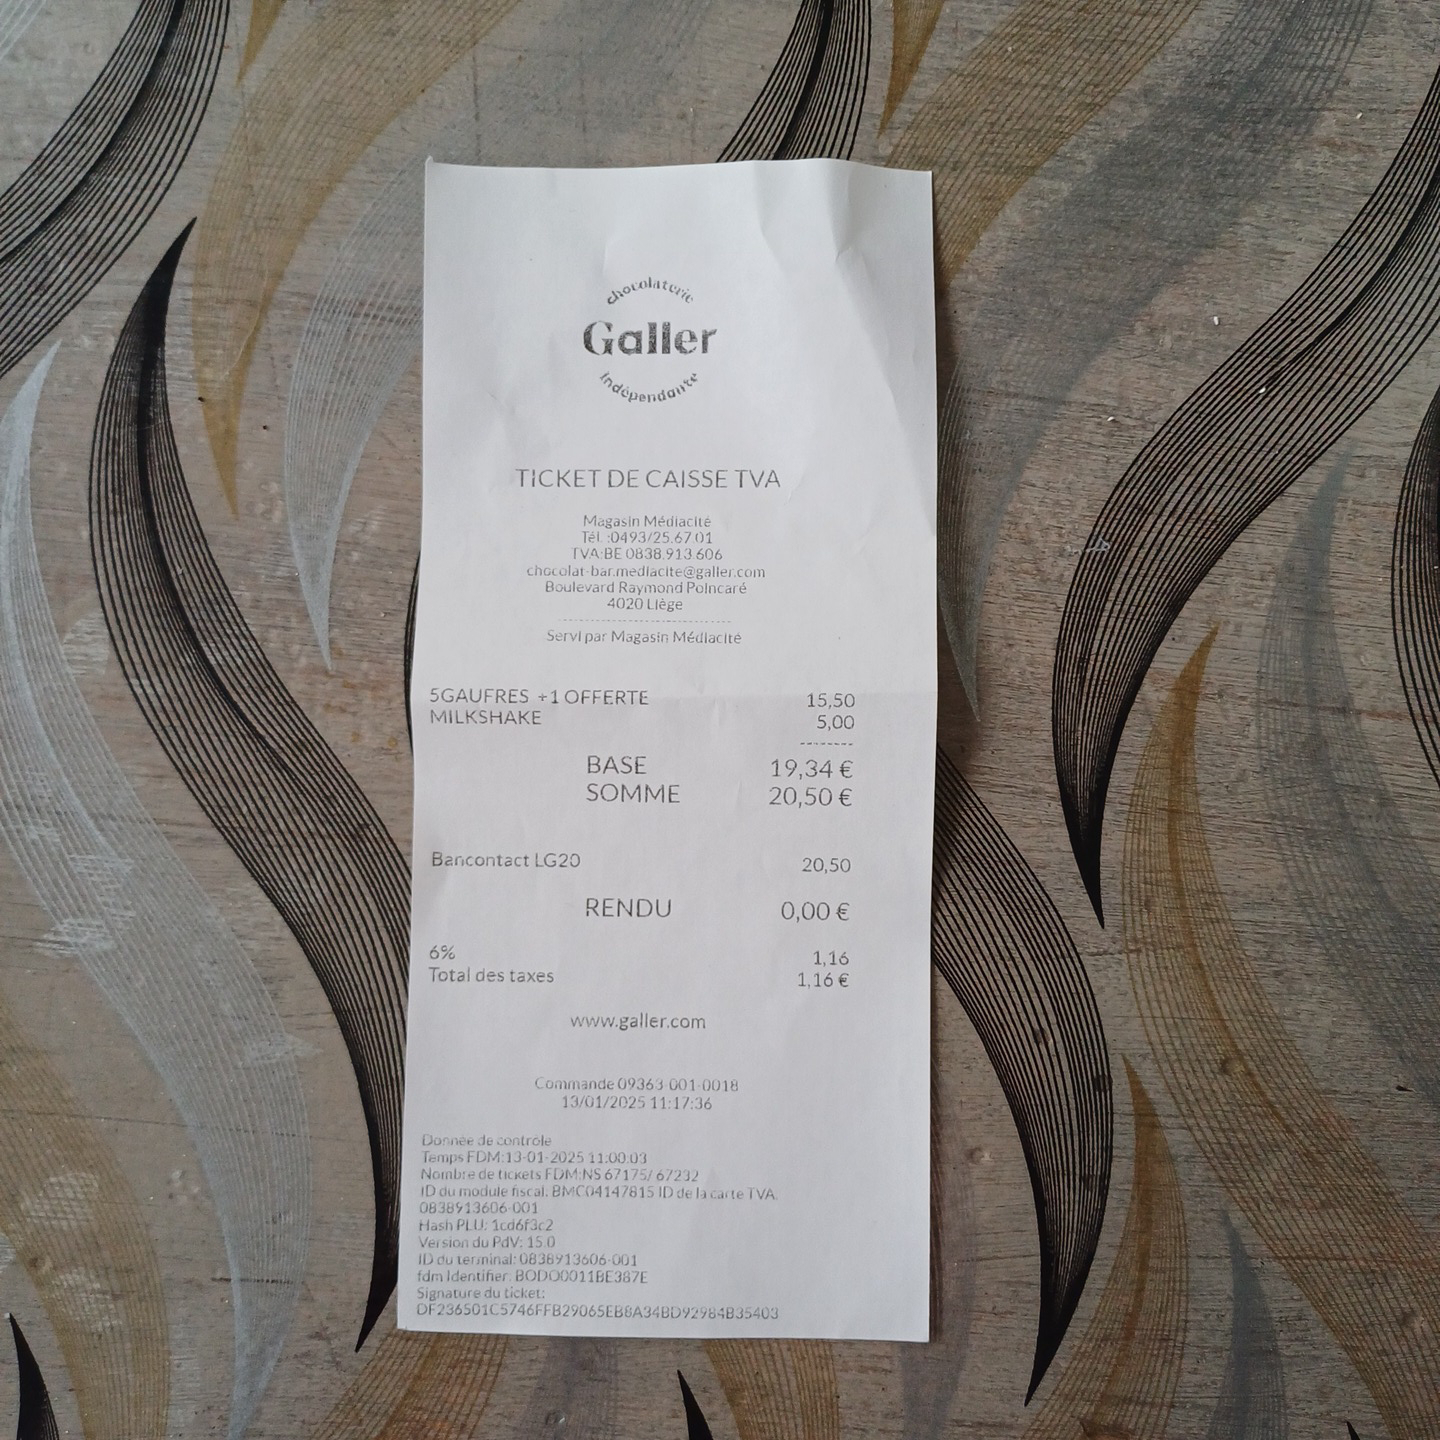 chocolaterie
Galler
indépendante
TICKET DE CAISSE TVA
Magasin Médiacité
Tél :0493/25.67.01
TVA:BE 0838.913.606
chocolat-bar.mediacite@galler.com
Boulevard Raymond Poincaré
4020 Liège
Servi par Magasin Médiacité
5GAUFRES +1 OFFERTE 15,50
MILKSHAKE 5,00
BASE 19,34 €
SOMME 20,50 €
Bancontact LG20 20,50
RENDU 0,00 €
6% 1,16
Total des taxes 1,16 €
www.galler.com
Commande 09363-001-0018
13/01/2025 11:17:36
Donnée de contrôle
Temps FDM:13-01-2025 11:00:03
Nombre de tickets FDM:NS 67175/ 67232
ID du module fiscal: BMC04147815 ID de la carte TVA:
0838913606-001
Hash PLU: 1cd6f3c2
Version du PdV: 15.0
ID du terminal: 0838913606-001
fdm Identifier: BODO0011BE387E
Signature du ticket:
DF236501C5746FFB29065EB8A34BD92984B35403